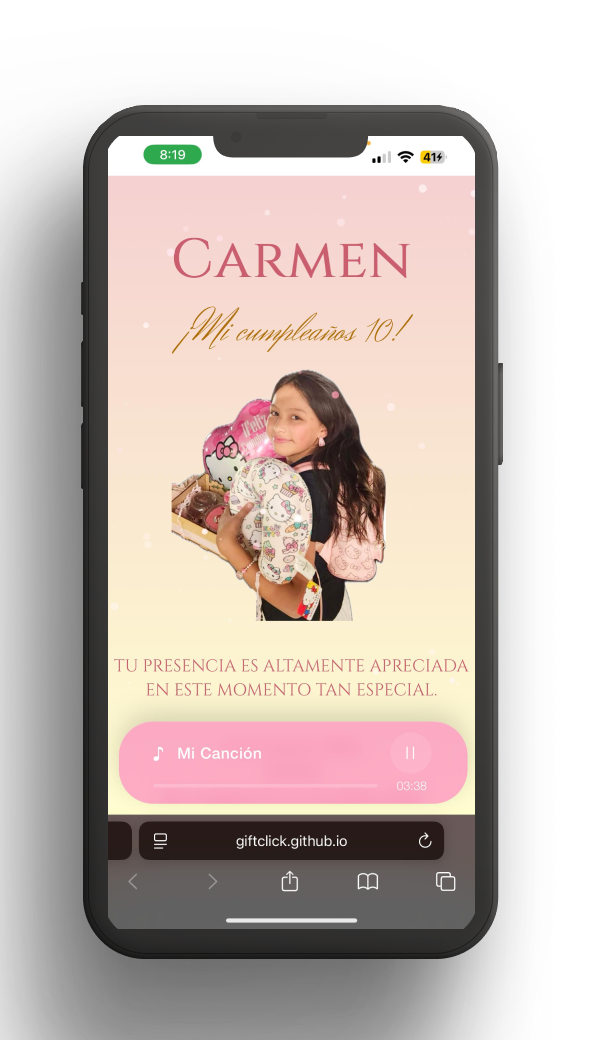 8:19
41
CARMEN
¡Mi cumpleaños 10!
¡Feliz
TU PRESENCIA ES ALTAMENTE APRECIADA
EN ESTE MOMENTO TAN ESPECIAL.
Mi Canción
03:38
giftclick.github.io